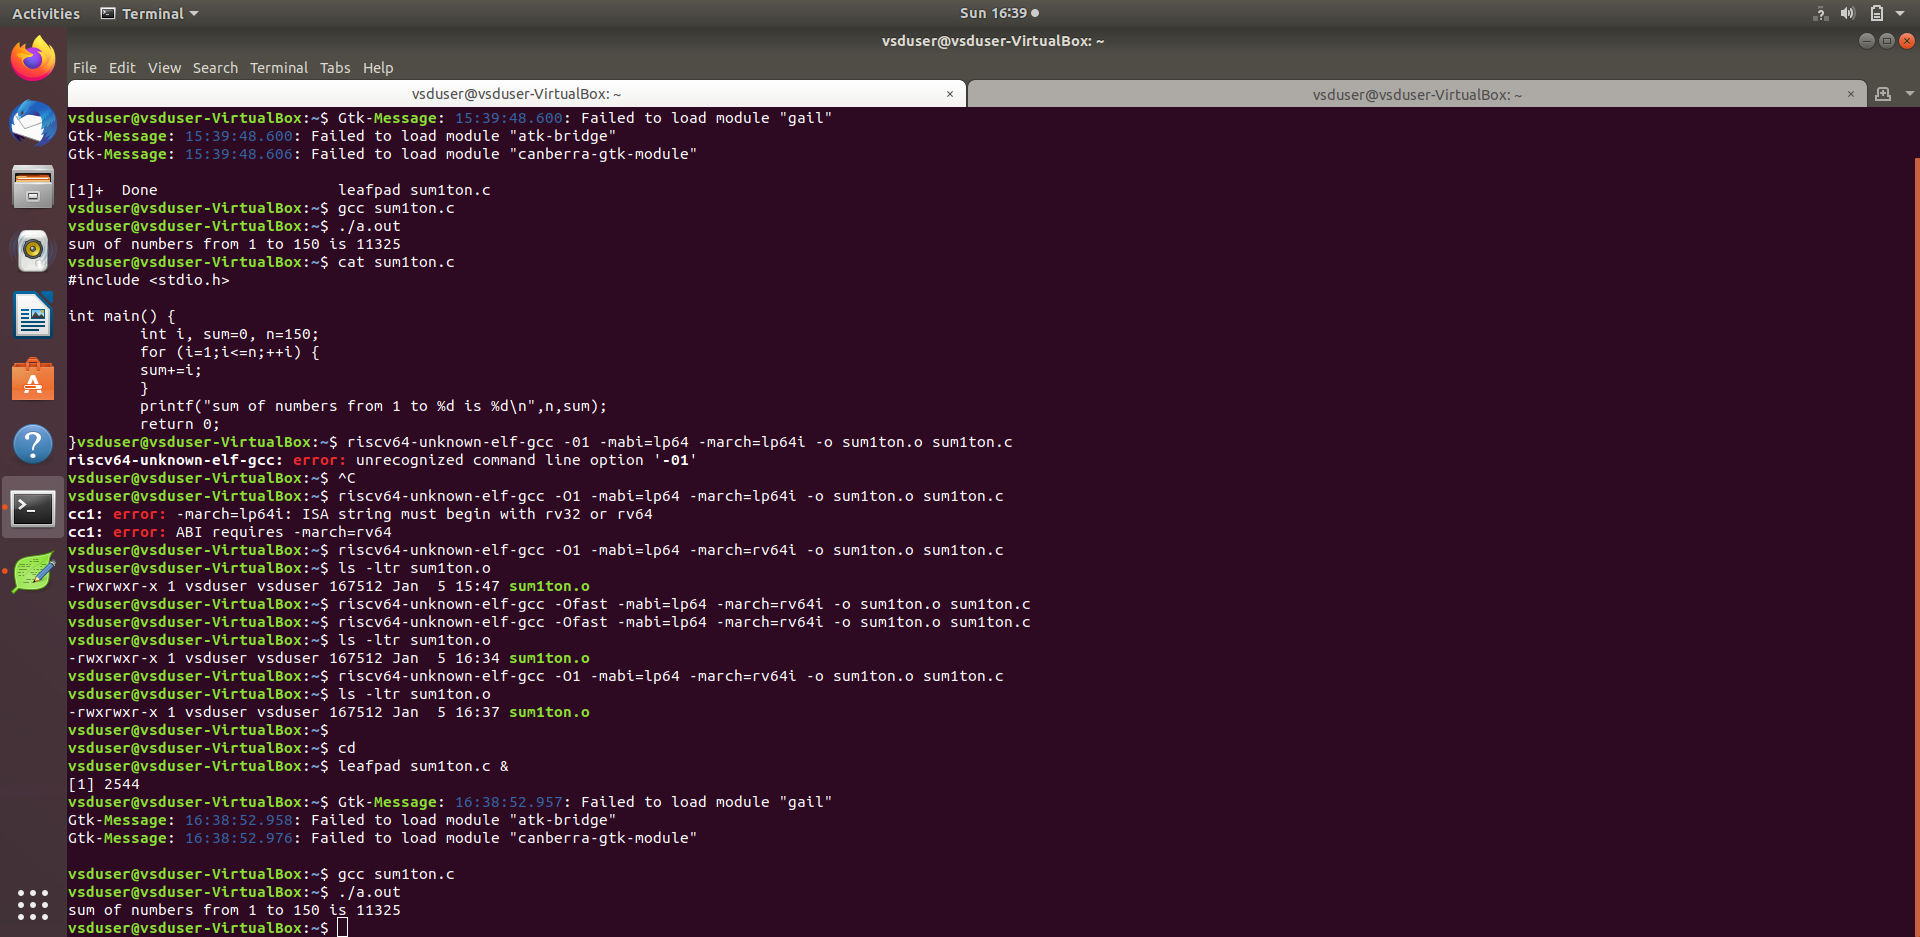 Activities Terminal Sun 16:39
vsduser@vsduser-VirtualBox: ~
File Edit View Search Terminal Tabs Help
vsduser@vsduser-VirtualBox: ~ × vsduser@vsduser-VirtualBox: ~ ×
vsduser@vsduser-VirtualBox:~$ Gtk-Message: 15:39:48.600: Failed to load module "gail"
Gtk-Message: 15:39:48.600: Failed to load module "atk-bridge"
Gtk-Message: 15:39:48.606: Failed to load module "canberra-gtk-module"
[1]+  Done                    leafpad sum1ton.c
vsduser@vsduser-VirtualBox:~$ gcc sum1ton.c
vsduser@vsduser-VirtualBox:~$ ./a.out
sum of numbers from 1 to 150 is 11325
vsduser@vsduser-VirtualBox:~$ cat sum1ton.c
#include <stdio.h>
int main() {
        int i, sum=0, n=150;
        for (i=1;i<=n;++i) {
        sum+=i;
        }
        printf("sum of numbers from 1 to %d is %d\n",n,sum);
        return 0;
}vsduser@vsduser-VirtualBox:~$ riscv64-unknown-elf-gcc -01 -mabi=lp64 -march=lp64i -o sum1ton.o sum1ton.c
riscv64-unknown-elf-gcc: error: unrecognized command line option '-01'
vsduser@vsduser-VirtualBox:~$ ^C
vsduser@vsduser-VirtualBox:~$ riscv64-unknown-elf-gcc -O1 -mabi=lp64 -march=lp64i -o sum1ton.o sum1ton.c
cc1: error: -march=lp64i: ISA string must begin with rv32 or rv64
cc1: error: ABI requires -march=rv64
vsduser@vsduser-VirtualBox:~$ riscv64-unknown-elf-gcc -O1 -mabi=lp64 -march=rv64i -o sum1ton.o sum1ton.c
vsduser@vsduser-VirtualBox:~$ ls -ltr sum1ton.o
-rwxrwxr-x 1 vsduser vsduser 167512 Jan  5 15:47 sum1ton.o
vsduser@vsduser-VirtualBox:~$ riscv64-unknown-elf-gcc -Ofast -mabi=lp64 -march=rv64i -o sum1ton.o sum1ton.c
vsduser@vsduser-VirtualBox:~$ riscv64-unknown-elf-gcc -Ofast -mabi=lp64 -march=rv64i -o sum1ton.o sum1ton.c
vsduser@vsduser-VirtualBox:~$ ls -ltr sum1ton.o
-rwxrwxr-x 1 vsduser vsduser 167512 Jan  5 16:34 sum1ton.o
vsduser@vsduser-VirtualBox:~$ riscv64-unknown-elf-gcc -O1 -mabi=lp64 -march=rv64i -o sum1ton.o sum1ton.c
vsduser@vsduser-VirtualBox:~$ ls -ltr sum1ton.o
-rwxrwxr-x 1 vsduser vsduser 167512 Jan  5 16:37 sum1ton.o
vsduser@vsduser-VirtualBox:~$
vsduser@vsduser-VirtualBox:~$ cd
vsduser@vsduser-VirtualBox:~$ leafpad sum1ton.c &
[1] 2544
vsduser@vsduser-VirtualBox:~$ Gtk-Message: 16:38:52.957: Failed to load module "gail"
Gtk-Message: 16:38:52.958: Failed to load module "atk-bridge"
Gtk-Message: 16:38:52.976: Failed to load module "canberra-gtk-module"
vsduser@vsduser-VirtualBox:~$ gcc sum1ton.c
vsduser@vsduser-VirtualBox:~$ ./a.out
sum of numbers from 1 to 150 is 11325
vsduser@vsduser-VirtualBox:~$